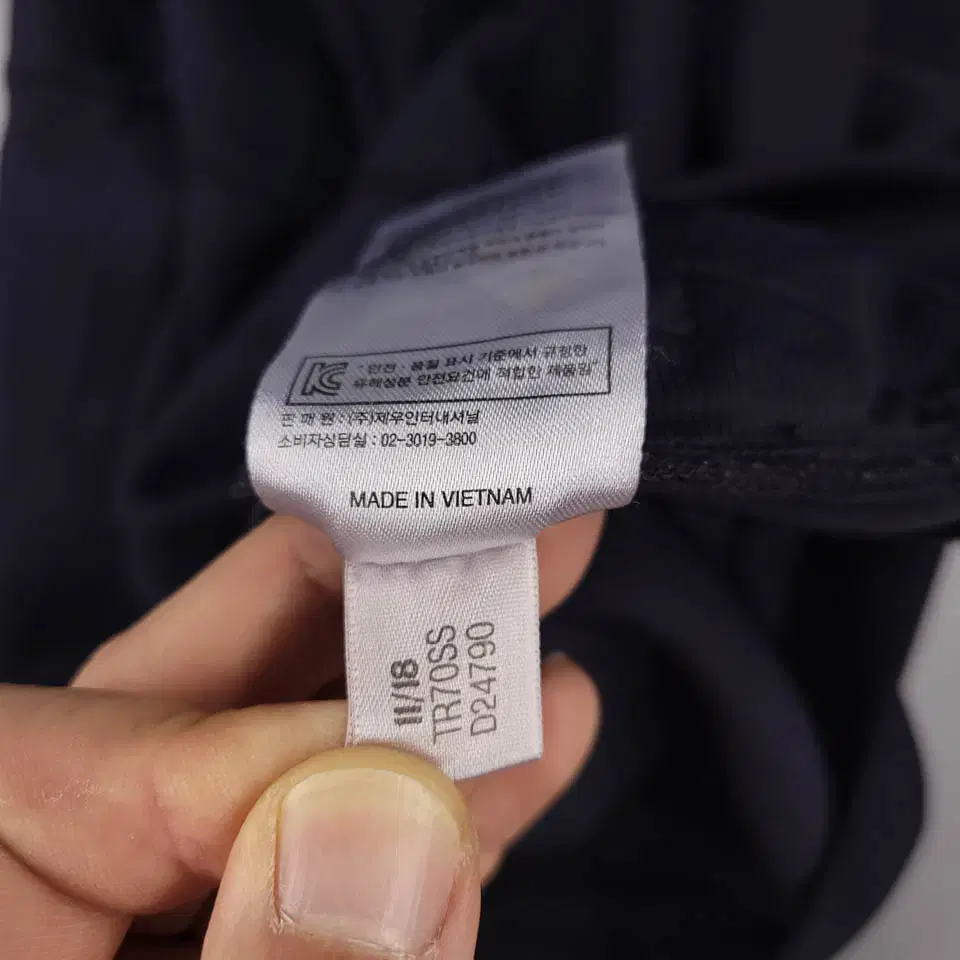 KC "안전 · 품질 표시 기준에서 규정한
유해성분 안전요건에 적합한 제품임"
판 매 원 : (주)제우인터내셔널
소비자상담실 : 02-3019-3800
MADE IN VIETNAM
11/18
TR70SS
D24790